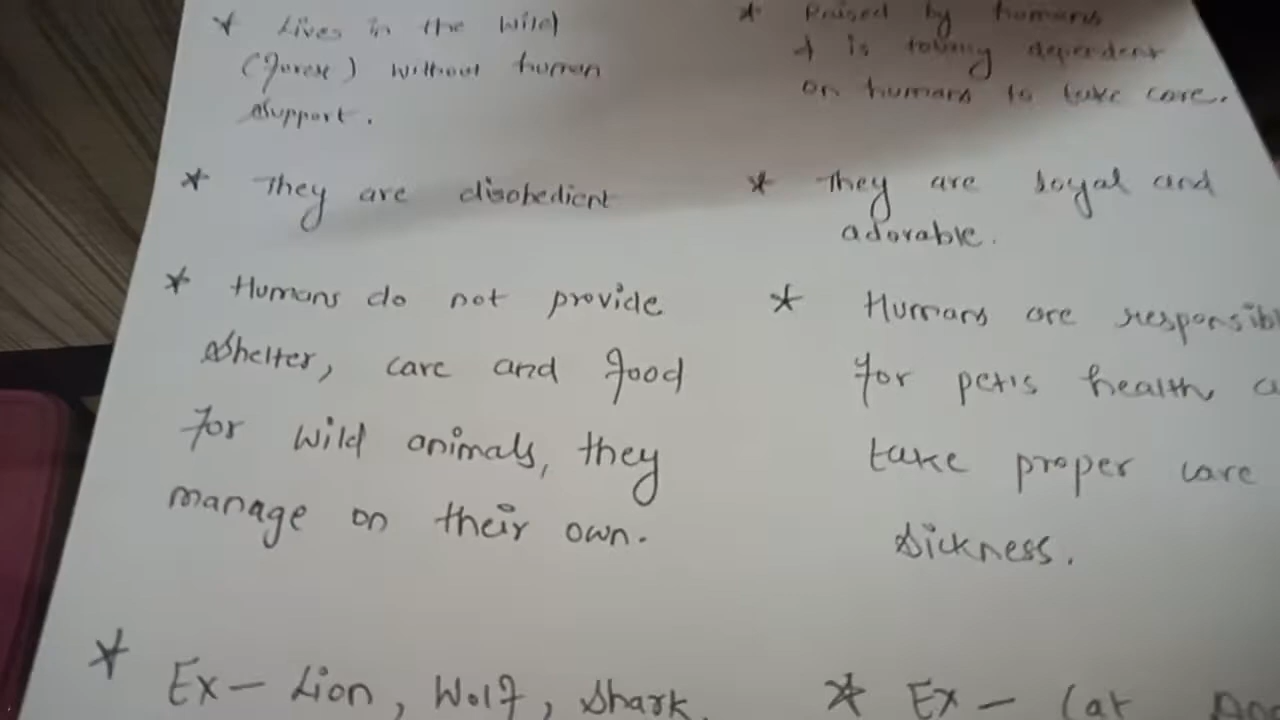 * Lives in the wild
(Forest) without human
support.
* They are disobedient
* Humans do not provide
shelter, care and food
for wild animals, they
manage on their own.
* Ex - Lion, Wolf, Shark.
* Raised by humans
& is dependent
on humans to take care.
* They are loyal and
adorable.
* Humans are responsibl
for pet's health
take proper care
sickness.
* Ex - Cat